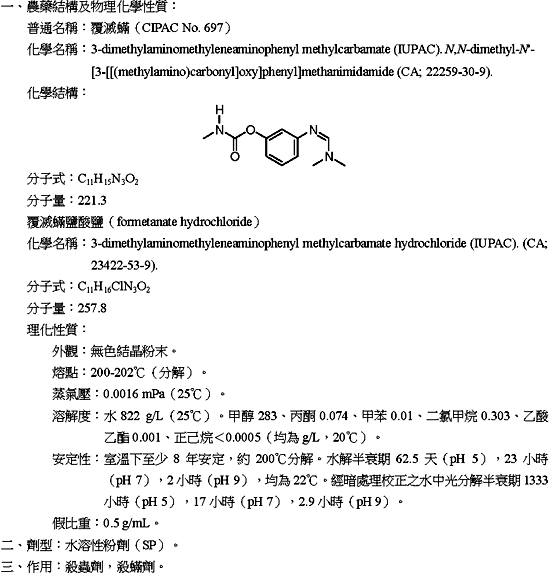 一、農藥結構及物理化學性質：
普通名稱：覆滅蟎（CIPAC No. 697）
化學名稱：3-dimethylaminomethyleneaminophenyl methylcarbamate (IUPAC). N,N-dimethyl-N'-
[3-[[(methylamino)carbonyl]oxy]phenyl]methanimidamide (CA; 22259-30-9).
化學結構：
H
N
O
O
N
N
分子式：C₁₁H₁₅N₃O₂
分子量：221.3
覆滅蟎鹽酸鹽（formetanate hydrochloride）
化學名稱：3-dimethylaminomethyleneaminophenyl methylcarbamate hydrochloride (IUPAC). (CA;
23422-53-9).
分子式：C₁₁H₁₆ClN₃O₂
分子量：257.8
理化性質：
外觀：無色結晶粉末。
熔點：200-202℃（分解）。
蒸氣壓：0.0016 mPa（25℃）。
溶解度：水 822 g/L（25℃）。甲醇 283、丙酮 0.074、甲苯 0.01、二氯甲烷 0.303、乙酸
乙酯 0.001、正己烷＜0.0005（均為 g/L，20℃）。
安定性：室溫下至少 8 年安定，約 200℃分解。水解半衰期 62.5 天（pH 5），23 小時
（pH 7），2 小時（pH 9），均為 22℃。經暗處理校正之水中光分解半衰期 1333
小時（pH 5），17 小時（pH 7），2.9 小時（pH 9）。
假比重：0.5 g/mL。
二、劑型：水溶性粉劑（SP）。
三、作用：殺蟲劑，殺蟎劑。